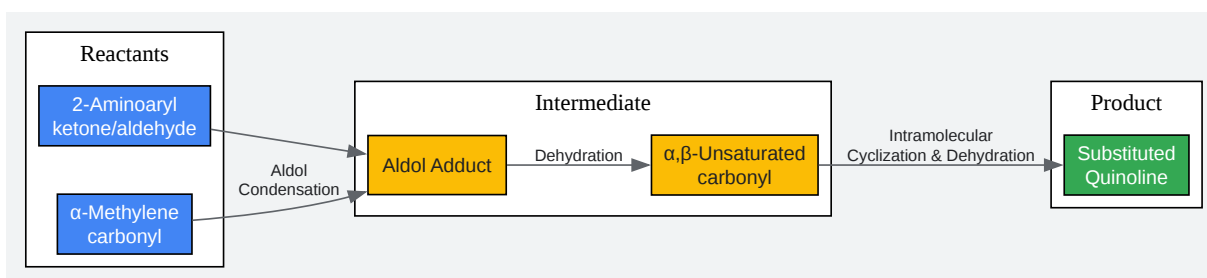 Reactants
2-Aminoaryl
ketone/aldehyde
α-Methylene
carbonyl
Aldol
Condensation
Intermediate
Aldol Adduct
Dehydration
α,β-Unsaturated
carbonyl
Intramolecular
Cyclization & Dehydration
Product
Substituted
Quinoline